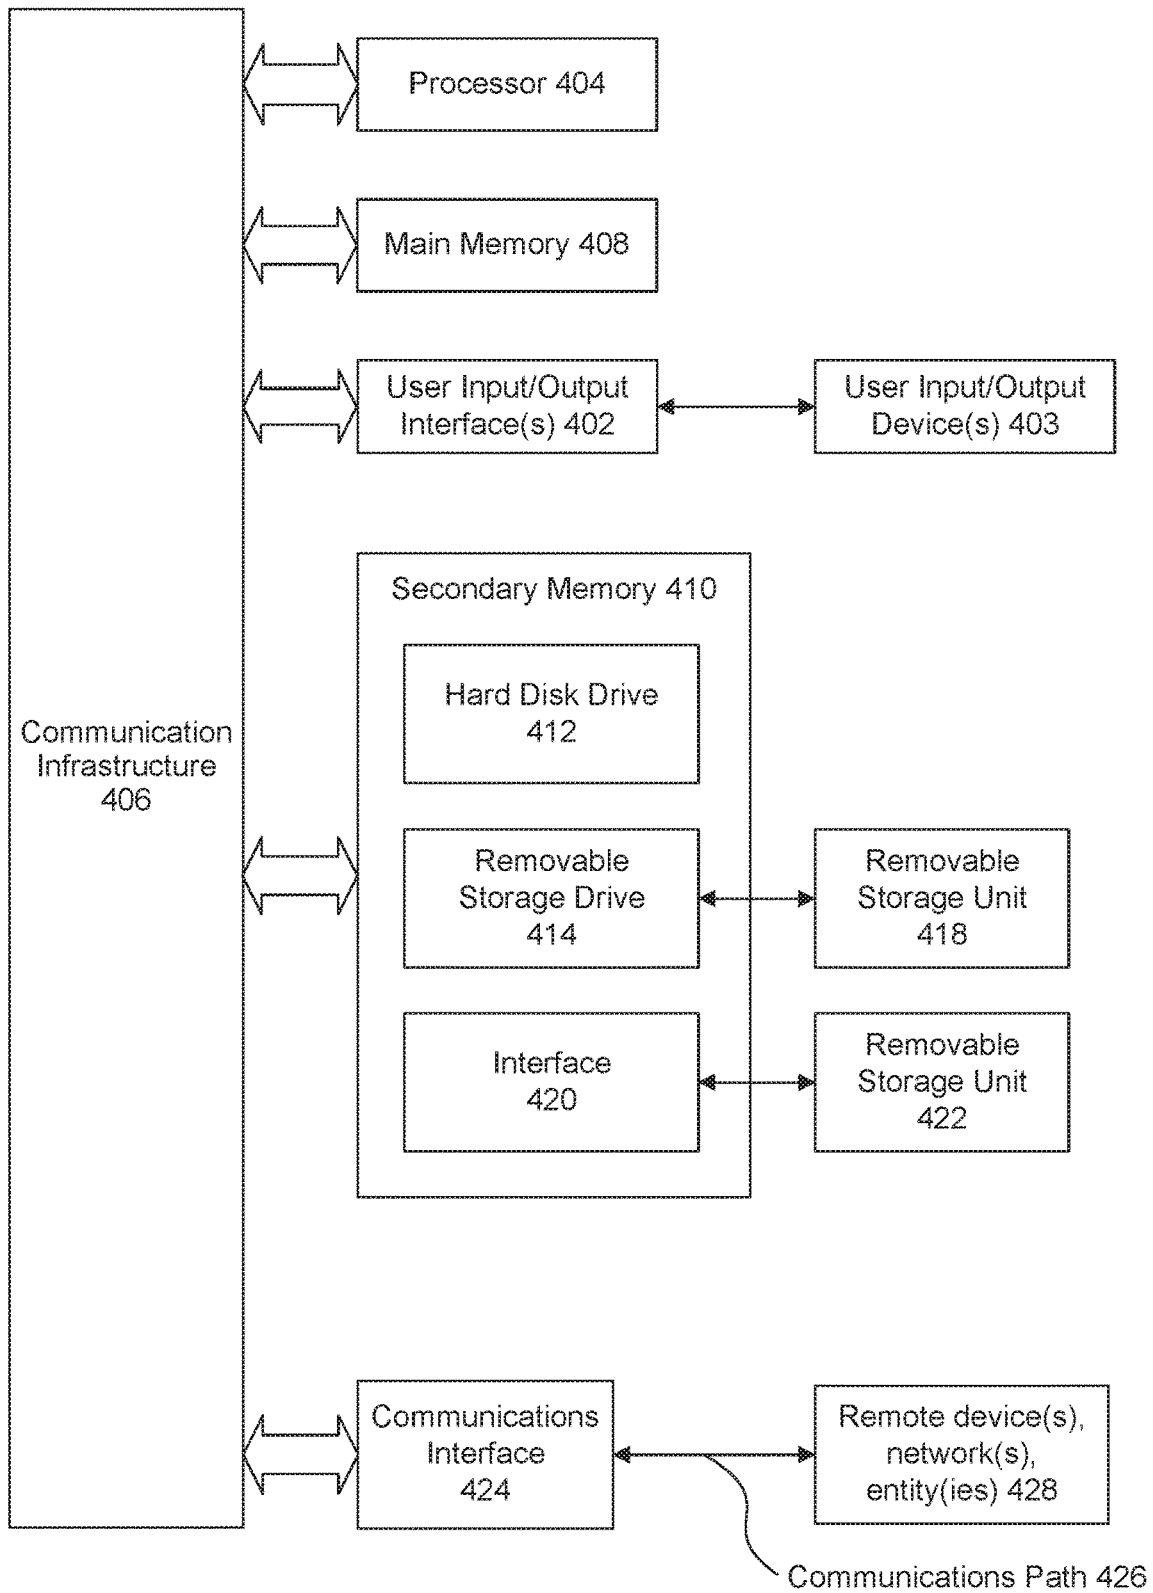 Processor 404
Main Memory 408
User Input/Output
Interface(s) 402
User Input/Output
Device(s) 403
Secondary Memory 410
Hard Disk Drive
412
Communication
Infrastructure
406
Removable
Storage Drive
414
Removable
Storage Unit
418
Interface
420
Removable
Storage Unit
422
Communications
Interface
424
Remote device(s),
network(s),
entity(ies) 428
Communications Path 426